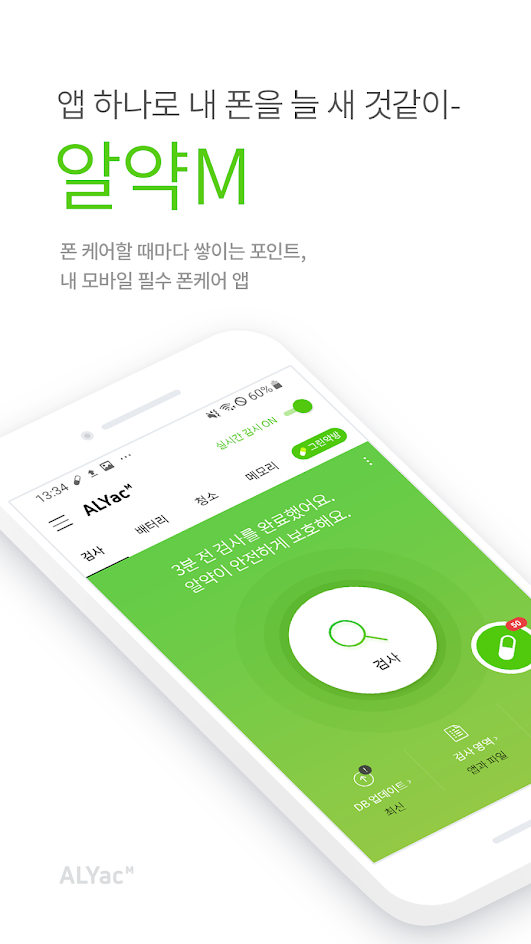 앱 하나로 내 폰을 늘 새 것같이-
알약M
폰 케어할 때마다 쌓이는 포인트,
내 모바일 필수 폰케어 앱
13:34 60%
실시간 감시 ON
ALYac M
그린약방
검사 배터리 청소 메모리
3분 전 검사를 완료했어요.
알약이 안전하게 보호해요.
검사
50
1
DB 업데이트 >
최신
검사 영역 >
앱과 파일
ALYac M